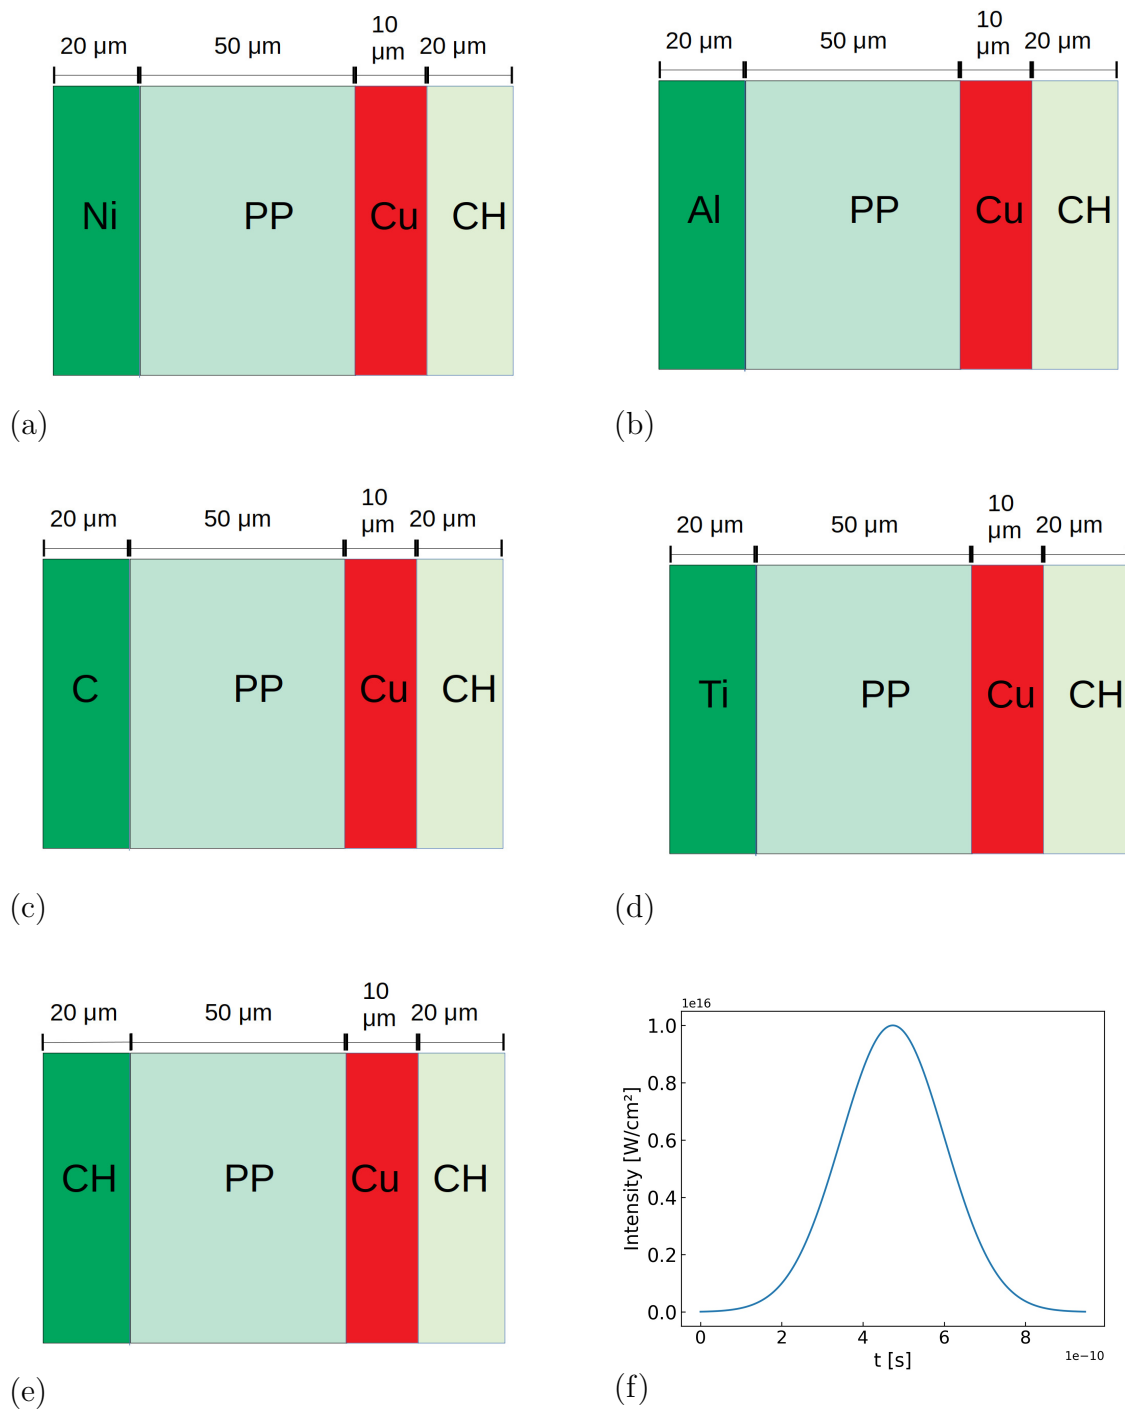 20 μm 50 μm 10 μm 20 μm
Ni PP Cu CH
(a)
20 μm 50 μm 10 μm 20 μm
Al PP Cu CH
(b)
20 μm 50 μm 10 μm 20 μm
C PP Cu CH
(c)
20 μm 50 μm 10 μm 20 μm
Ti PP Cu CH
(d)
20 μm 50 μm 10 μm 20 μm
CH PP Cu CH
(e)
1e16
1.0
0.8
0.6
0.4
0.2
0.0
Intensity [W/cm²]
0 2 4 6 8
1e−10
t [s]
(f)